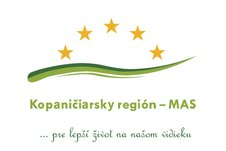 Kopaničiarsky región – MAS
... pre lepší život na našom vidieku